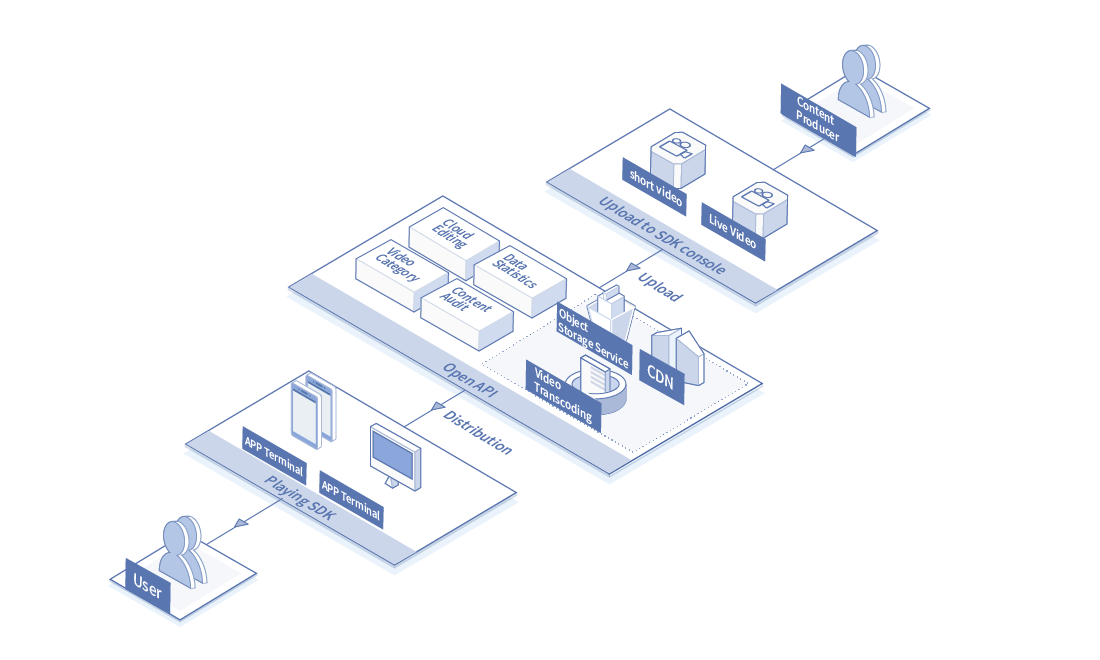 Content
Producer
short video
Live Video
Upload to SDK console
Upload
Cloud
Editing
Data
Statistics
Video
Category
Content
Audit
Object
Storage Service
CDN
Video
Transcoding
Open API
Distribution
APP Terminal
APP Terminal
Playing SDK
User